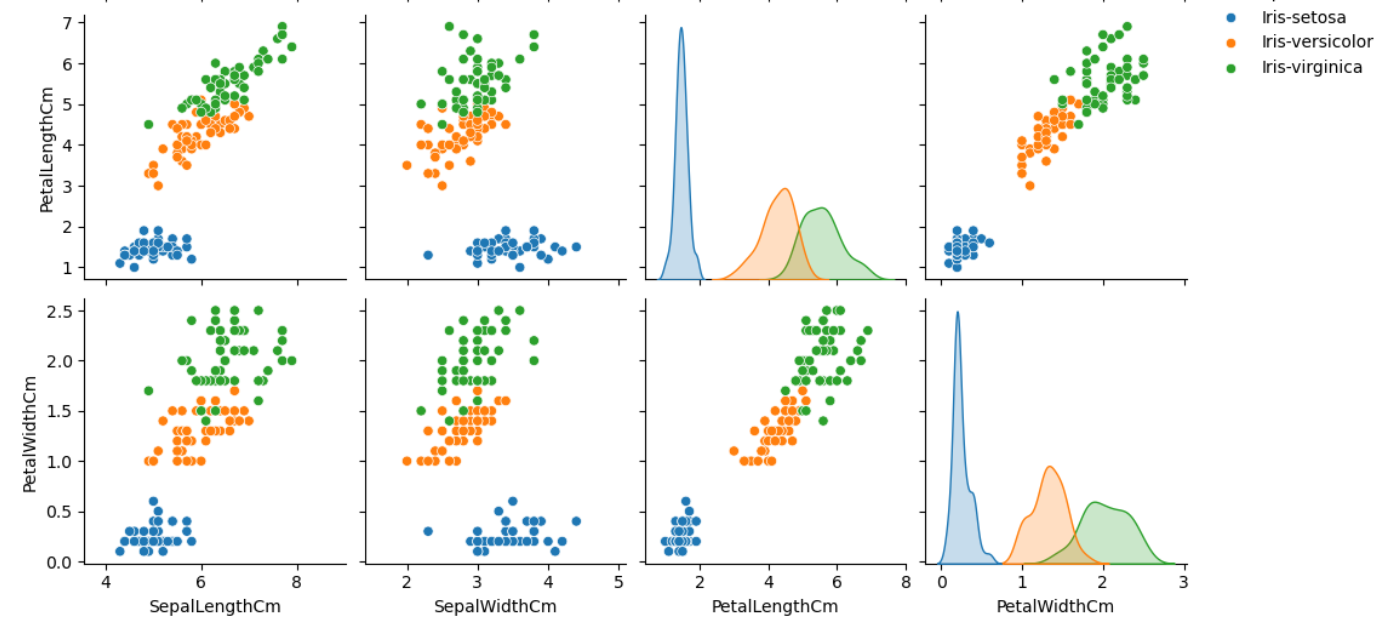 Iris-setosa
Iris-versicolor
Iris-virginica
PetalLengthCm
7
6
5
4
3
2
1
PetalWidthCm
2.5
2.0
1.5
1.0
0.5
0.0
4 6 8
2 3 4 5
2 4 6 8
0 1 2 3
SepalLengthCm
SepalWidthCm
PetalLengthCm
PetalWidthCm